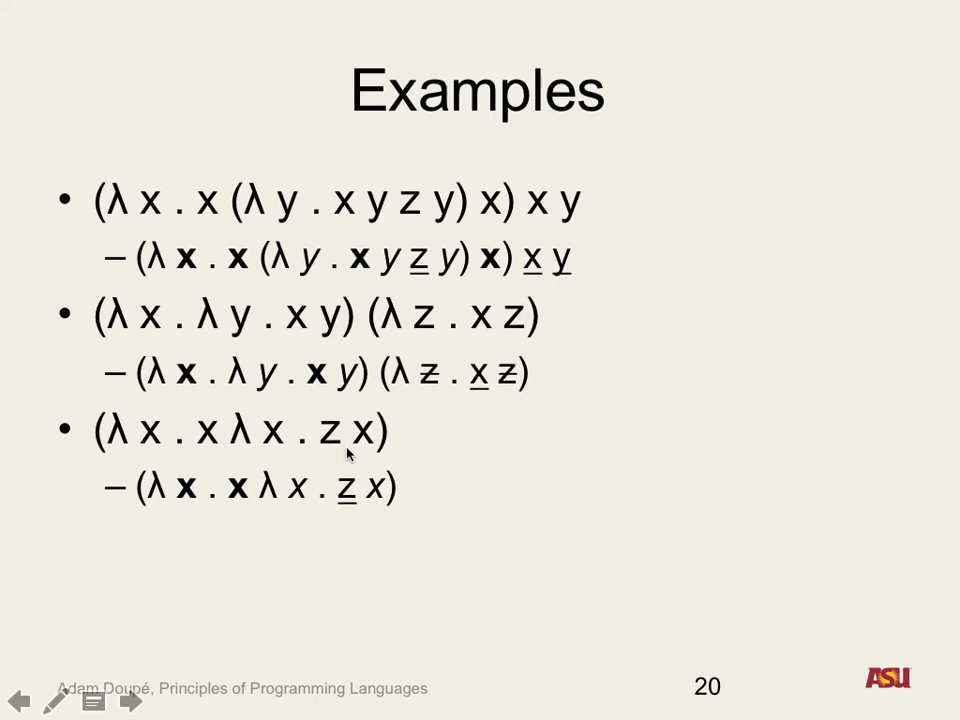 Examples
• (λ x . x (λ y . x y z y) x) x y
– (λ x . x (λ y . x y z y) x) x y
• (λ x . λ y . x y) (λ z . x z)
– (λ x . λ y . x y) (λ z . x z)
• (λ x . x λ x . z x)
– (λ x . x λ x . z x)
Adam Doupé, Principles of Programming Languages
20
ASU